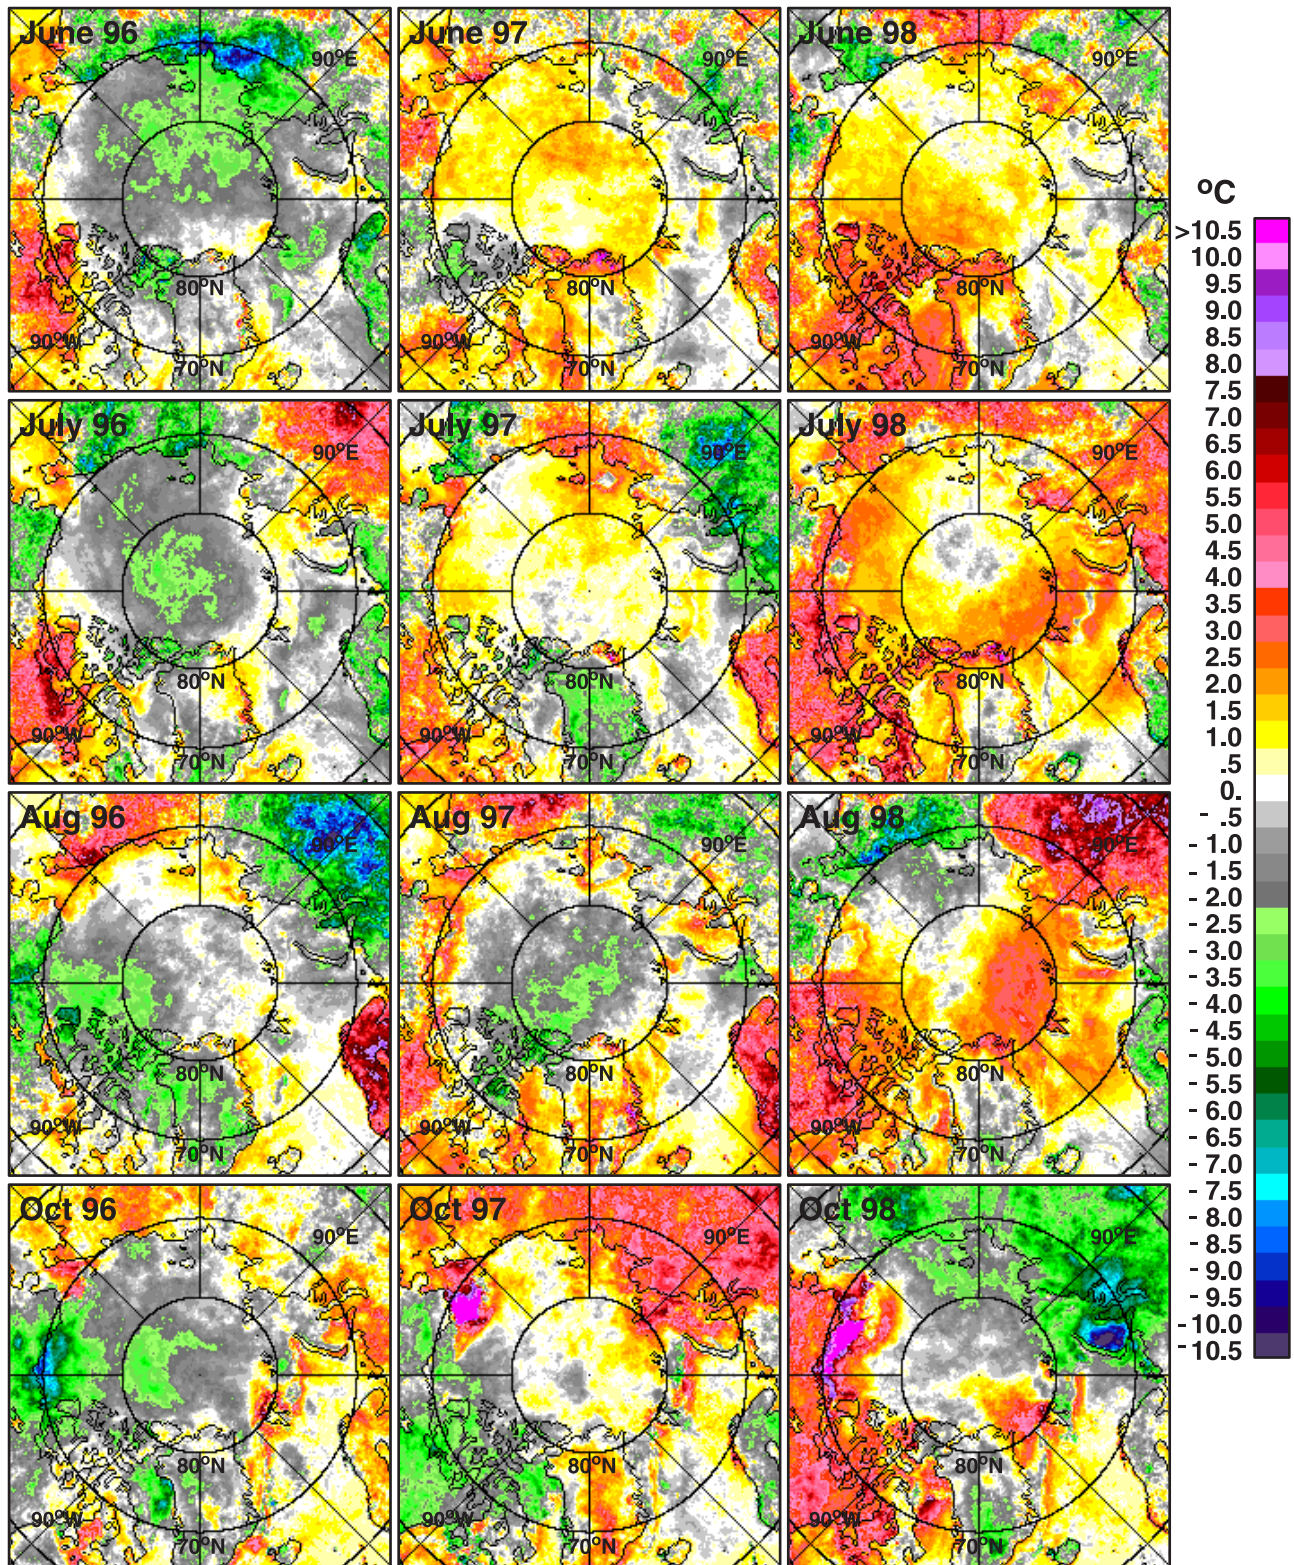 June 96
90°E
80°N
90°W
70°N
June 97
90°E
80°N
90°W
70°N
June 98
90°E
80°N
90°W
70°N
July 96
90°E
80°N
90°W
70°N
July 97
90°E
80°N
90°W
70°N
July 98
90°E
80°N
90°W
70°N
Aug 96
90°E
80°N
90°W
70°N
Aug 97
90°E
80°N
90°W
70°N
Aug 98
90°E
80°N
90°W
70°N
Oct 96
90°E
80°N
90°W
70°N
Oct 97
90°E
80°N
90°W
70°N
Oct 98
90°E
80°N
90°W
70°N
°C
>10.5
10.0
9.5
9.0
8.5
8.0
7.5
7.0
6.5
6.0
5.5
5.0
4.5
4.0
3.5
3.0
2.5
2.0
1.5
1.0
.5
0.
- .5
- 1.0
- 1.5
- 2.0
- 2.5
- 3.0
- 3.5
- 4.0
- 4.5
- 5.0
- 5.5
- 6.0
- 6.5
- 7.0
- 7.5
- 8.0
- 8.5
- 9.0
- 9.5
- 10.0
- 10.5